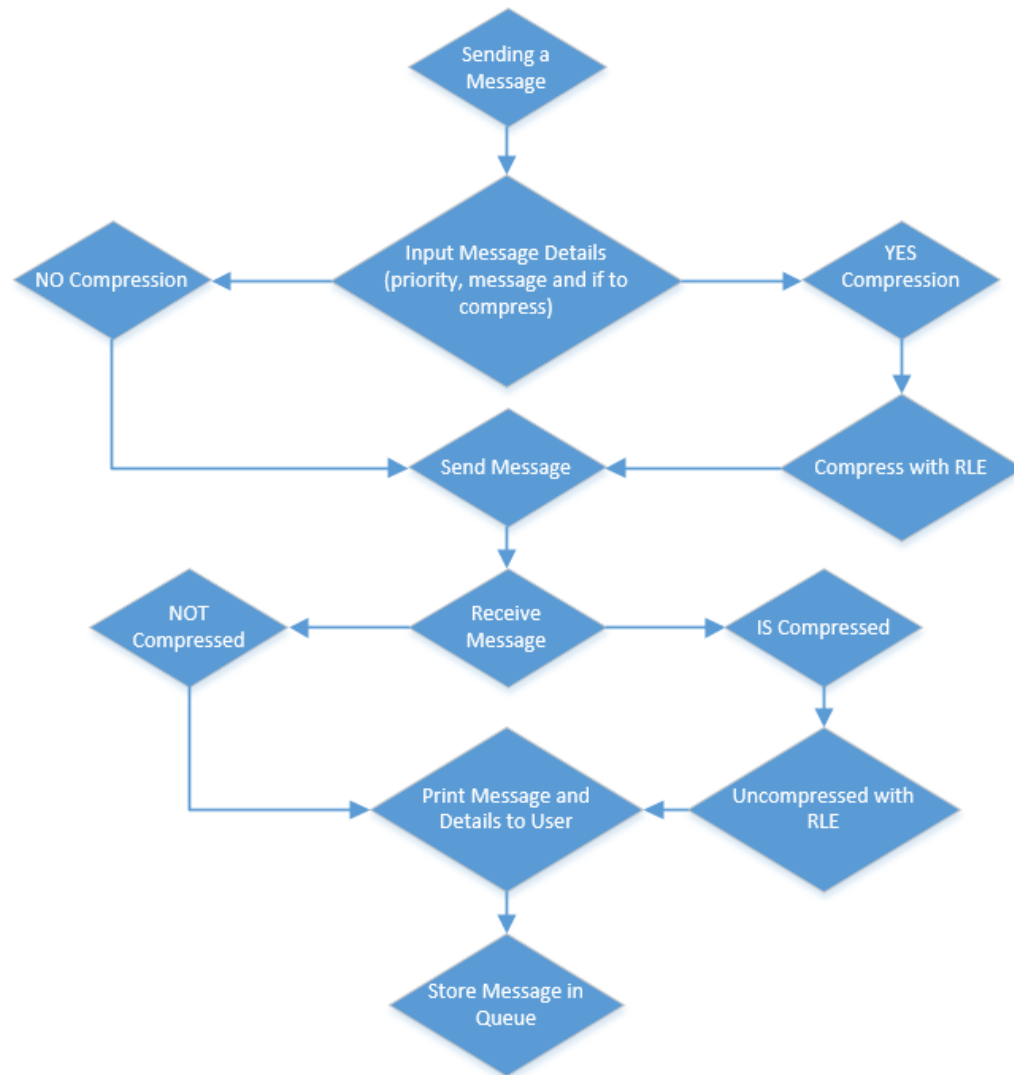 Sending a
Message
Input Message Details
(priority, message and if to
compress)
NO Compression
YES
Compression
Send Message
Compress with RLE
NOT
Compressed
Receive
Message
IS Compressed
Print Message and
Details to User
Uncompressed with
RLE
Store Message in
Queue